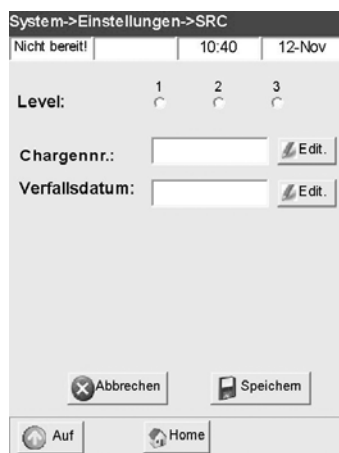 System->Einstellungen->SRC
Nicht bereit! 10:40 12-Nov
1 2 3
Level:
Chargennr.: Edit.
Verfallsdatum: Edit.
Abbrechen Speichern
Auf Home